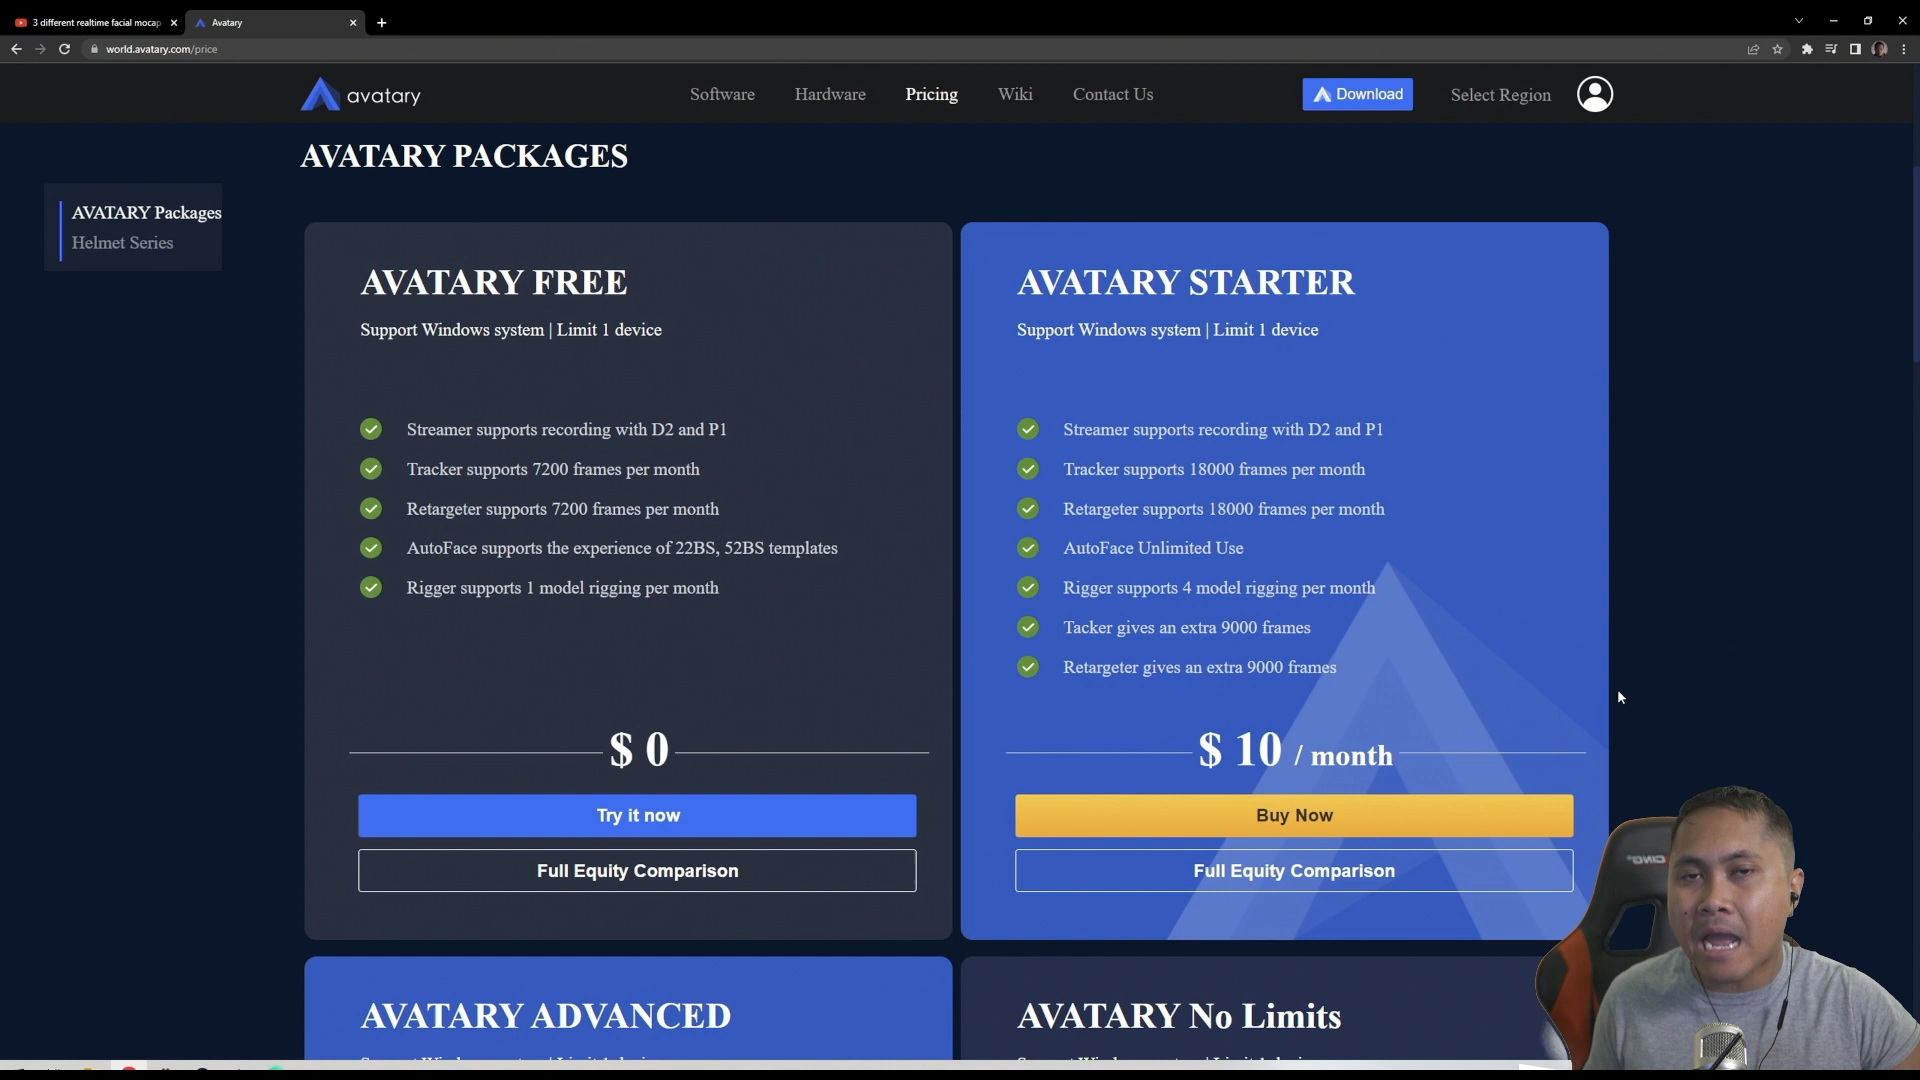 3 different realtime facial mocap
Avatary
world.avatary.com/price
avatary
Software
Hardware
Pricing
Wiki
Contact Us
Download
Select Region
AVATARY PACKAGES
AVATARY Packages
Helmet Series
AVATARY FREE
Support Windows system | Limit 1 device
Streamer supports recording with D2 and P1
Tracker supports 7200 frames per month
Retargeter supports 7200 frames per month
AutoFace supports the experience of 22BS, 52BS templates
Rigger supports 1 model rigging per month
$ 0
Try it now
Full Equity Comparison
AVATARY STARTER
Support Windows system | Limit 1 device
Streamer supports recording with D2 and P1
Tracker supports 18000 frames per month
Retargeter supports 18000 frames per month
AutoFace Unlimited Use
Rigger supports 4 model rigging per month
Tacker gives an extra 9000 frames
Retargeter gives an extra 9000 frames
$ 10 / month
Buy Now
Full Equity Comparison
AVATARY ADVANCED
AVATARY No Limits